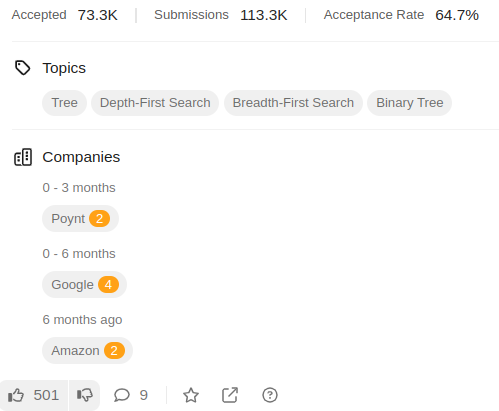 Accepted 73.3K Submissions 113.3K Acceptance Rate 64.7%
Topics
Tree Depth-First Search Breadth-First Search Binary Tree
Companies
0 - 3 months
Poynt 2
0 - 6 months
Google 4
6 months ago
Amazon 2
501 9